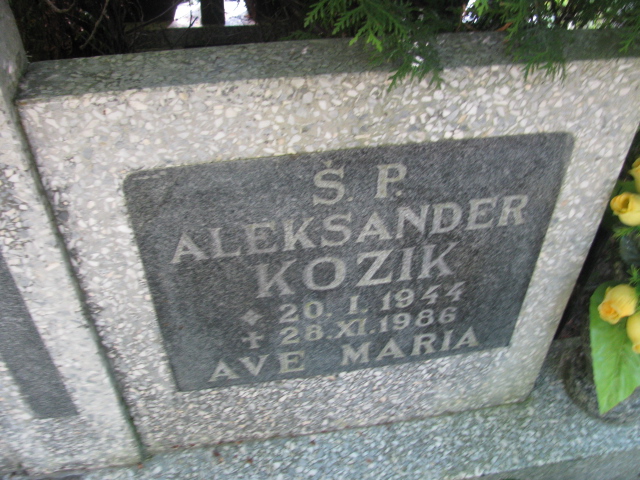 Ś. P.
ALEKSANDER
KOZIK
20. I. 1944
+ 28. XI. 1986
AVE MARIA